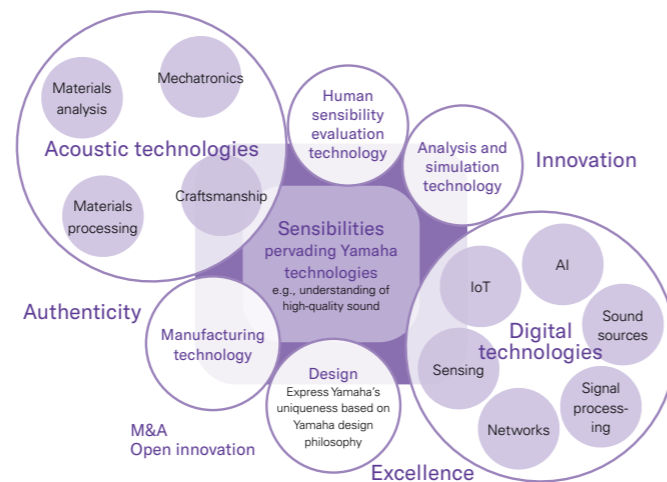 Materials
analysis
Mechatronics
Acoustic technologies
Materials
processing
Craftsmanship
Human
sensibility
evaluation
technology
Analysis and
simulation
technology
Innovation
Sensibilities
pervading Yamaha
technologies
e.g., understanding of
high-quality sound
Authenticity
Manufacturing
technology
Design
Express Yamaha's
uniqueness based on
Yamaha design
philosophy
M&A
Open innovation
Excellence
IoT
AI
Sound
sources
Digital
technologies
Sensing
Signal
process-
ing
Networks